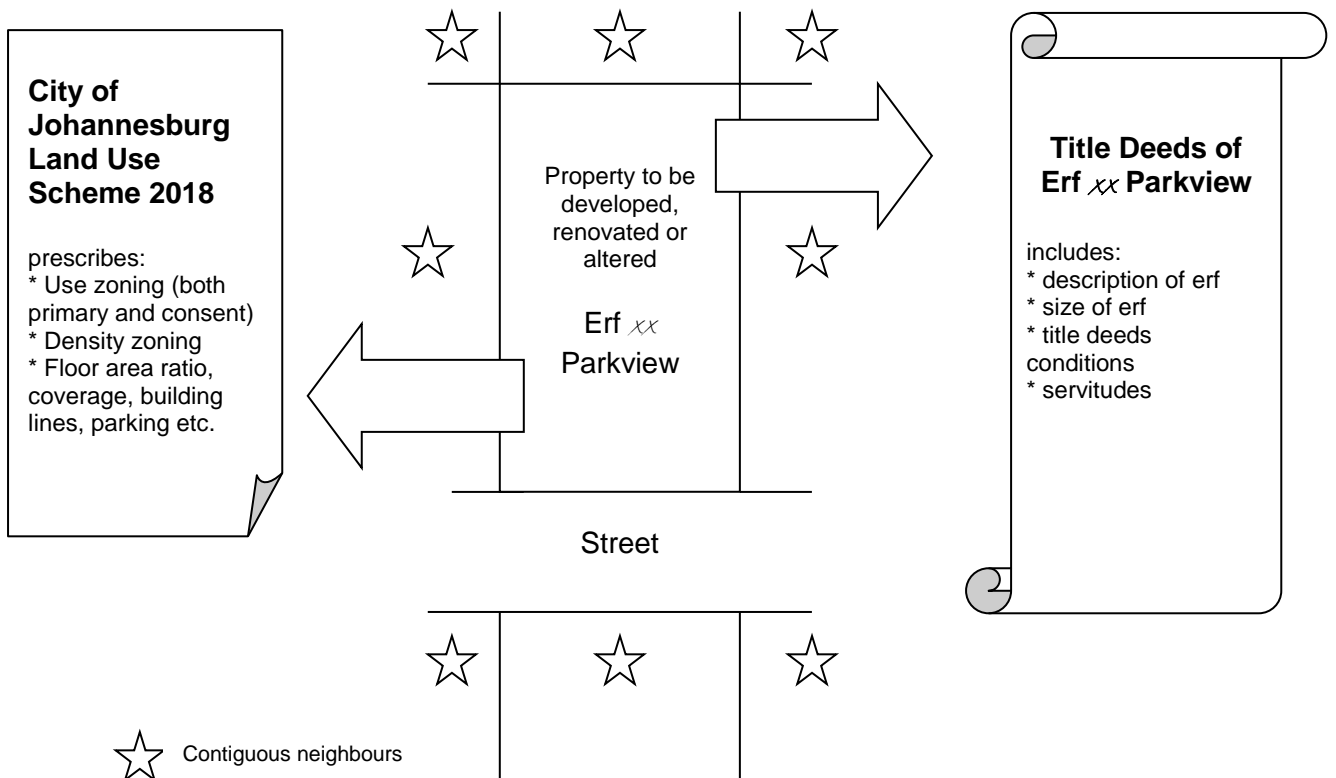 City of
Johannesburg
Land Use
Scheme 2018
prescribes:
* Use zoning (both
primary and consent)
* Density zoning
* Floor area ratio,
coverage, building
lines, parking etc.
Property to be
developed,
renovated or
altered
Erf xx
Parkview
Title Deeds of
Erf xx Parkview
includes:
* description of erf
* size of erf
* title deeds
conditions
* servitudes
Street
Contiguous neighbours